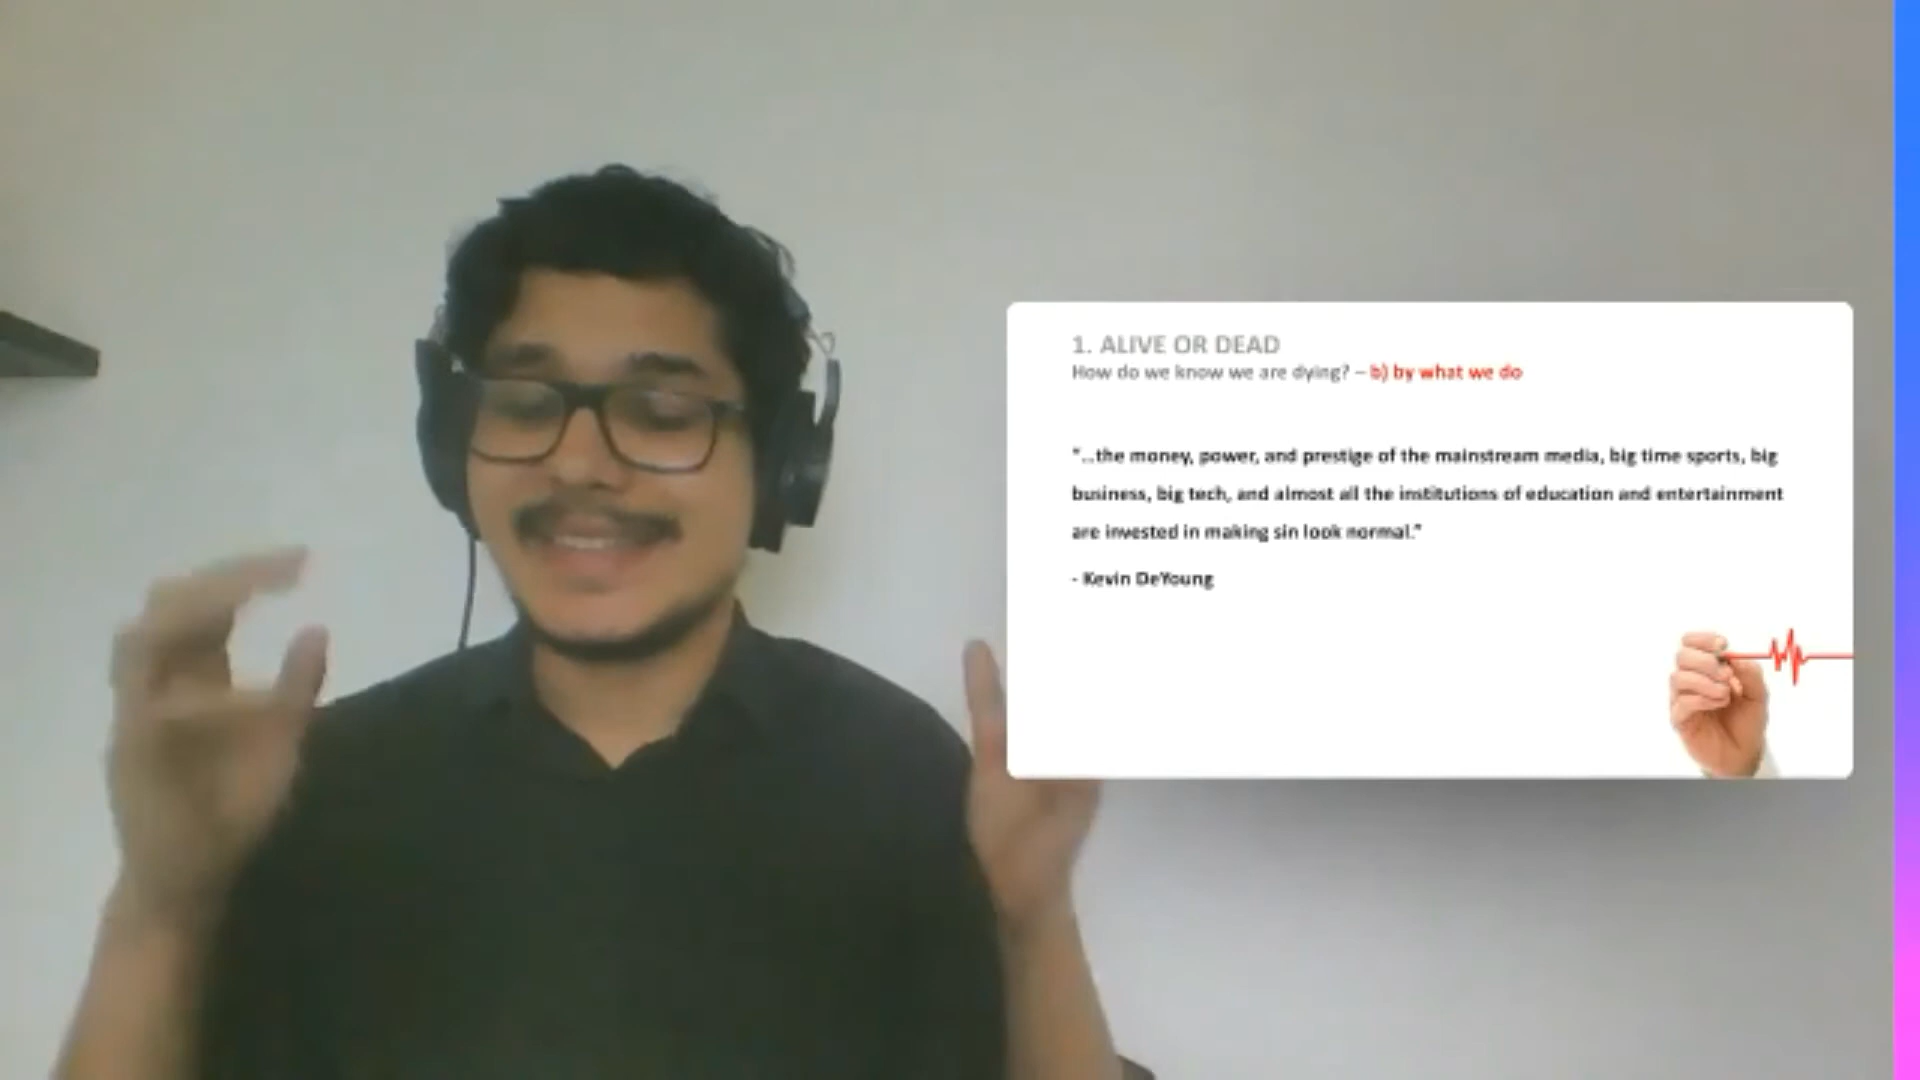 1. ALIVE OR DEAD
How do we know we are dying? – b) by what we do
"..the money, power, and prestige of the mainstream media, big time sports, big
business, big tech, and almost all the institutions of education and entertainment
are invested in making sin look normal."
- Kevin DeYoung